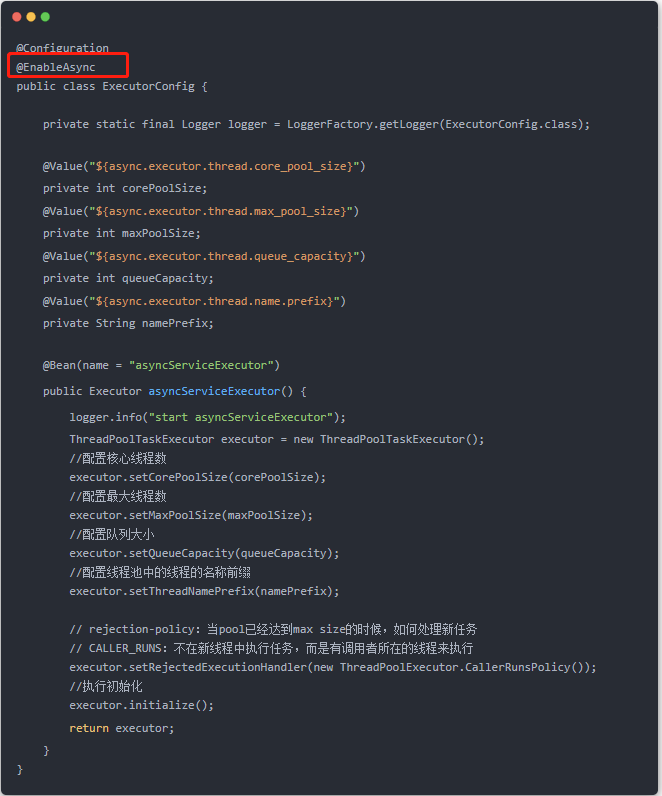 @Configuration
@EnableAsync
public class ExecutorConfig {
private static final Logger logger = LoggerFactory.getLogger(ExecutorConfig.class);
@Value("${async.executor.thread.core_pool_size}")
private int corePoolSize;
@Value("${async.executor.thread.max_pool_size}")
private int maxPoolSize;
@Value("${async.executor.thread.queue_capacity}")
private int queueCapacity;
@Value("${async.executor.thread.name.prefix}")
private String namePrefix;
@Bean(name = "asyncServiceExecutor")
public Executor asyncServiceExecutor() {
logger.info("start asyncServiceExecutor");
ThreadPoolTaskExecutor executor = new ThreadPoolTaskExecutor();
//配置核心线程数
executor.setCorePoolSize(corePoolSize);
//配置最大线程数
executor.setMaxPoolSize(maxPoolSize);
//配置队列大小
executor.setQueueCapacity(queueCapacity);
//配置线程池中的线程的名称前缀
executor.setThreadNamePrefix(namePrefix);
// rejection-policy：当pool已经达到max size的时候，如何处理新任务
// CALLER_RUNS：不在新线程中执行任务，而是有调用者所在的线程来执行
executor.setRejectedExecutionHandler(new ThreadPoolExecutor.CallerRunsPolicy());
//执行初始化
executor.initialize();
return executor;
}
}